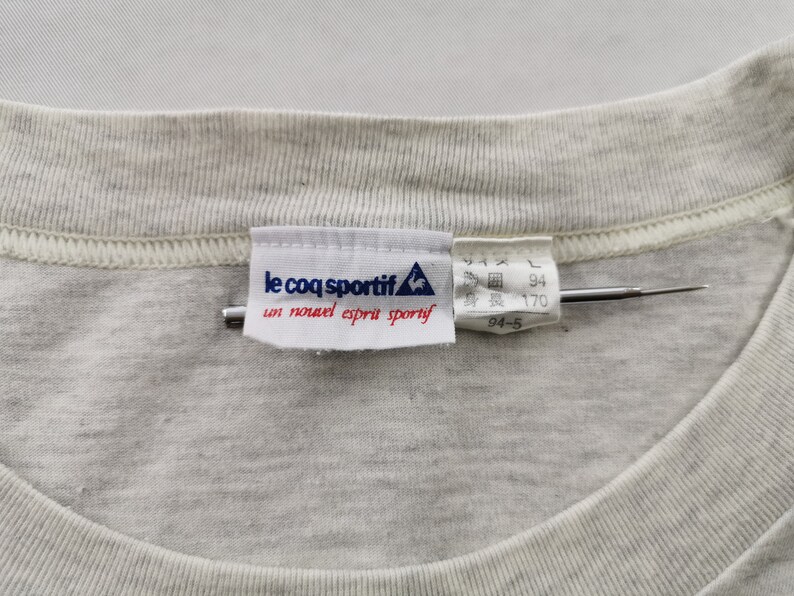 le coq sportif
un nouvel esprit sportif
サイズ L
胸囲 94
身長 170
94-5